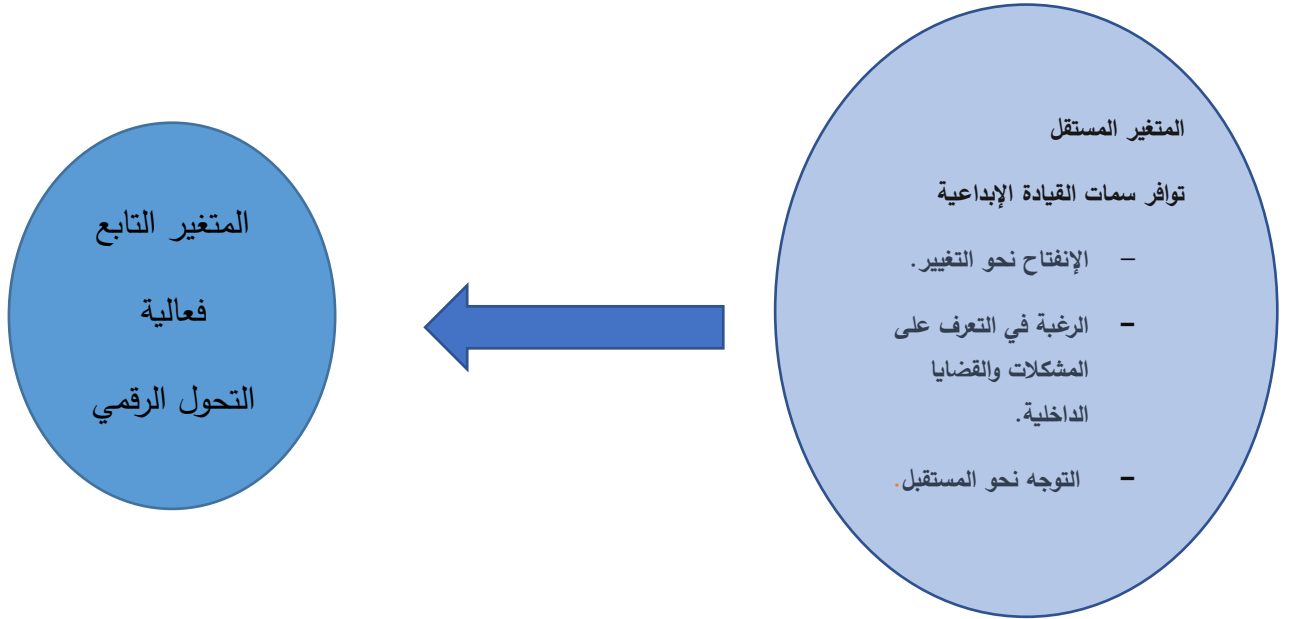 المتغير المستقل
توافر سمات القيادة الإبداعية
– الإنفتاح نحو التغيير.
– الرغبة في التعرف على
المشكلات والقضايا
الداخلية.
– التوجه نحو المستقبل.
المتغير التابع
فعالية
التحول الرقمي